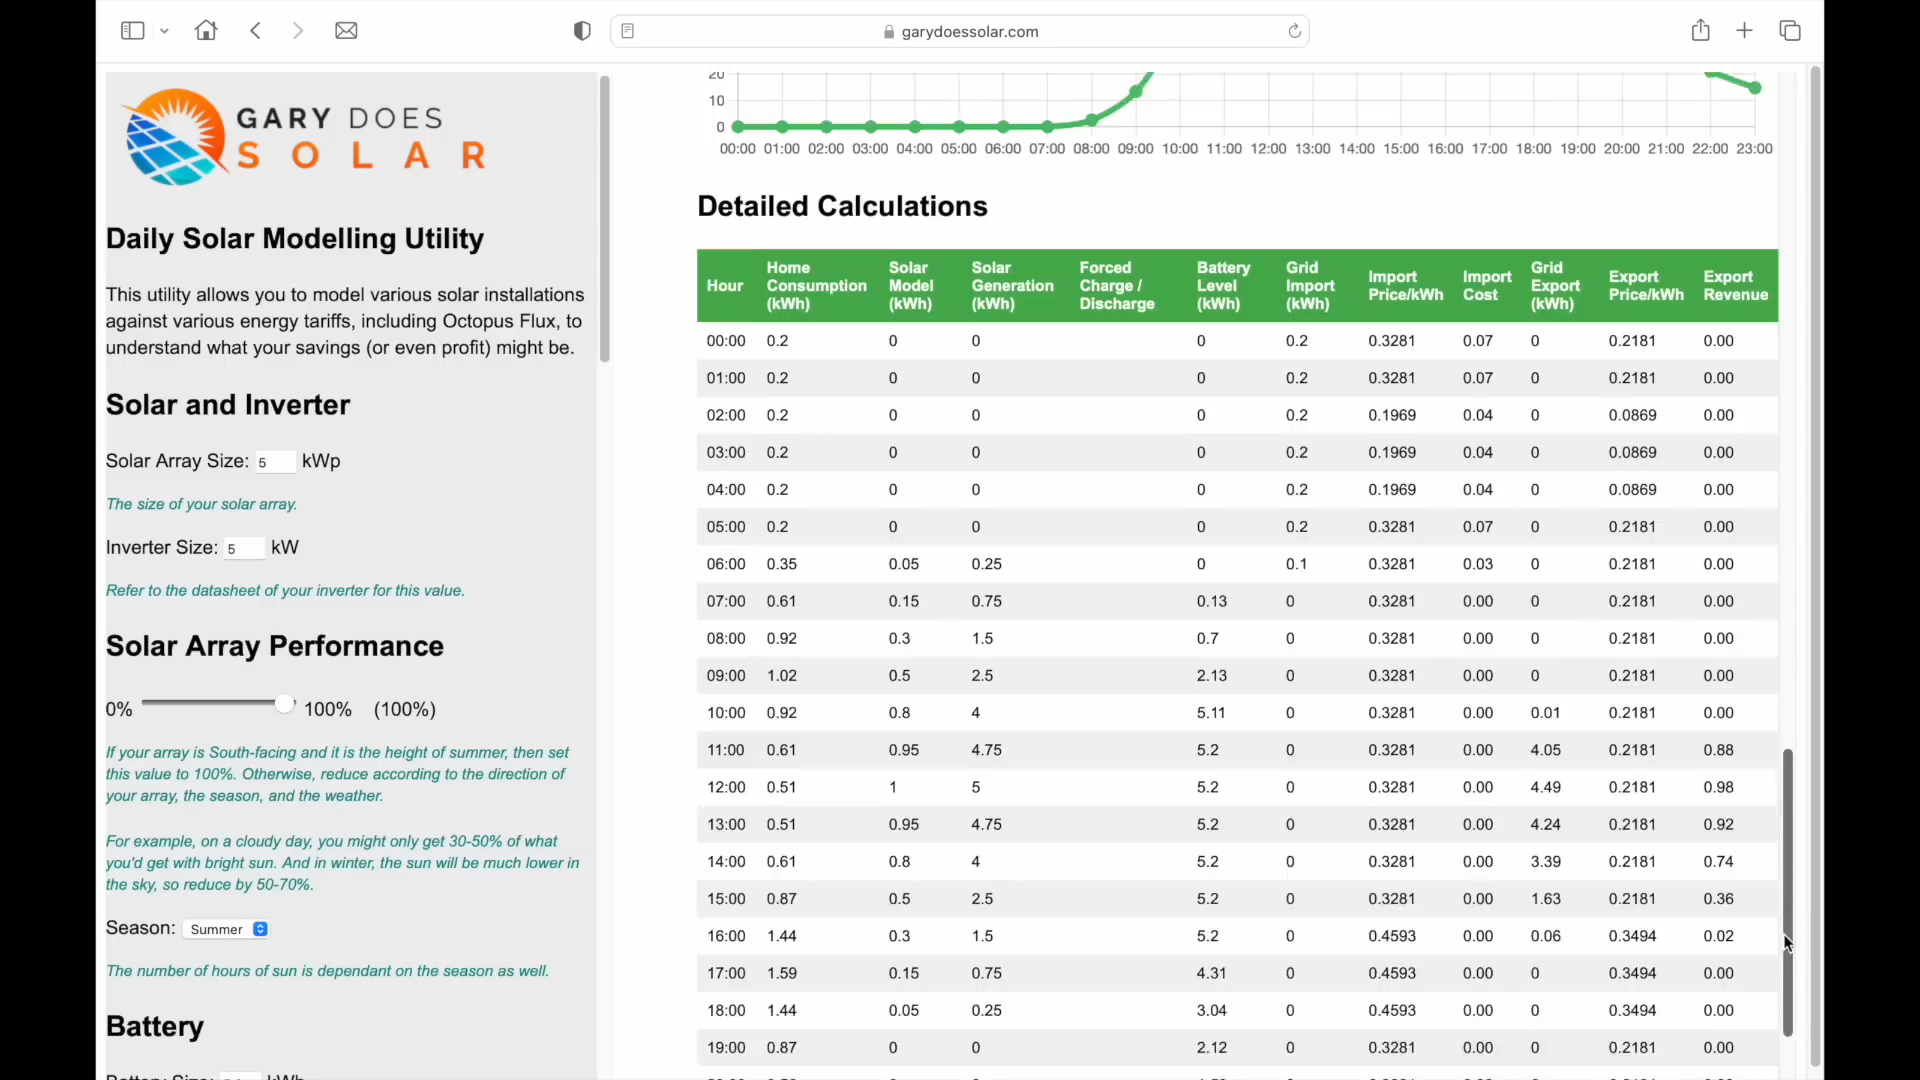 garydoessolar.com
GARY DOES
SOLAR
Daily Solar Modelling Utility
This utility allows you to model various solar installations
against various energy tariffs, including Octopus Flux, to
understand what your savings (or even profit) might be.
Solar and Inverter
Solar Array Size: 5 kWp
The size of your solar array.
Inverter Size: 5 kW
Refer to the datasheet of your inverter for this value.
Solar Array Performance
0% 100% (100%)
If your array is South-facing and it is the height of summer, then set
this value to 100%. Otherwise, reduce according to the direction of
your array, the season, and the weather.
For example, on a cloudy day, you might only get 30-50% of what
you'd get with bright sun. And in winter, the sun will be much lower in
the sky, so reduce by 50-70%.
Season: Summer
The number of hours of sun is dependant on the season as well.
Battery
20
10
0
00:00 01:00 02:00 03:00 04:00 05:00 06:00 07:00 08:00 09:00 10:00 11:00 12:00 13:00 14:00 15:00 16:00 17:00 18:00 19:00 20:00 21:00 22:00 23:00
Detailed Calculations
Hour Home Consumption (kWh) Solar Model (kWh) Solar Generation (kWh) Forced Charge / Discharge Battery Level (kWh) Grid Import (kWh) Import Price/kWh Import Cost Grid Export (kWh) Export Price/kWh Export Revenue
00:00 0.2 0 0 0 0.2 0.3281 0.07 0 0.2181 0.00
01:00 0.2 0 0 0 0.2 0.3281 0.07 0 0.2181 0.00
02:00 0.2 0 0 0 0.2 0.1969 0.04 0 0.0869 0.00
03:00 0.2 0 0 0 0.2 0.1969 0.04 0 0.0869 0.00
04:00 0.2 0 0 0 0.2 0.1969 0.04 0 0.0869 0.00
05:00 0.2 0 0 0 0.2 0.3281 0.07 0 0.2181 0.00
06:00 0.35 0.05 0.25 0 0.1 0.3281 0.03 0 0.2181 0.00
07:00 0.61 0.15 0.75 0.13 0 0.3281 0.00 0 0.2181 0.00
08:00 0.92 0.3 1.5 0.7 0 0.3281 0.00 0 0.2181 0.00
09:00 1.02 0.5 2.5 2.13 0 0.3281 0.00 0 0.2181 0.00
10:00 0.92 0.8 4 5.11 0 0.3281 0.00 0.01 0.2181 0.00
11:00 0.61 0.95 4.75 5.2 0 0.3281 0.00 4.05 0.2181 0.88
12:00 0.51 1 5 5.2 0 0.3281 0.00 4.49 0.2181 0.98
13:00 0.51 0.95 4.75 5.2 0 0.3281 0.00 4.24 0.2181 0.92
14:00 0.61 0.8 4 5.2 0 0.3281 0.00 3.39 0.2181 0.74
15:00 0.87 0.5 2.5 5.2 0 0.3281 0.00 1.63 0.2181 0.36
16:00 1.44 0.3 1.5 5.2 0 0.4593 0.00 0.06 0.3494 0.02
17:00 1.59 0.15 0.75 4.31 0 0.4593 0.00 0 0.3494 0.00
18:00 1.44 0.05 0.25 3.04 0 0.4593 0.00 0 0.3494 0.00
19:00 0.87 0 0 2.12 0 0.3281 0.00 0 0.2181 0.00